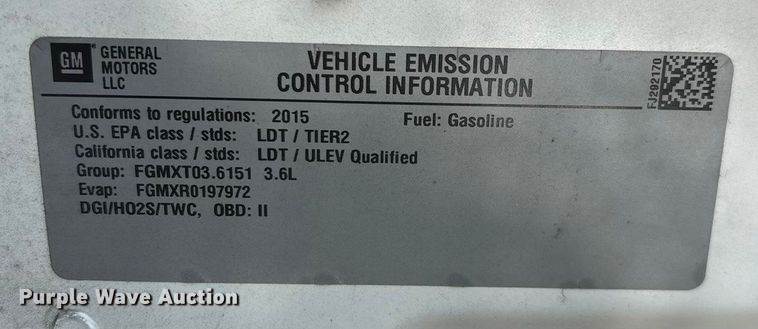 GM
GENERAL
MOTORS
LLC
VEHICLE EMISSION
CONTROL INFORMATION
FJ292170
Conforms to regulations: 2015 Fuel: Gasoline
U.S. EPA class / stds: LDT / TIER2
California class / stds: LDT / ULEV Qualified
Group: FGMXT03.6151 3.6L
Evap: FGMXR0197972
DGI/HO2S/TWC, OBD: II
Purple Wave Auction